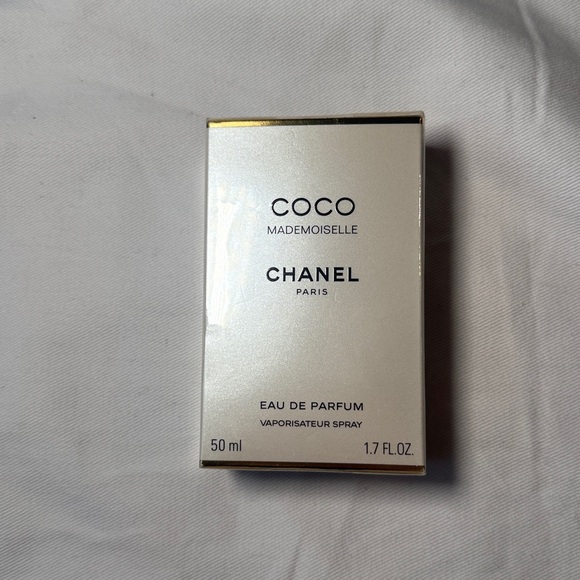 COCO
MADEMOISELLE
CHANEL
PARIS
EAU DE PARFUM
VAPORISATEUR SPRAY
50 ml 1.7 FL.OZ.